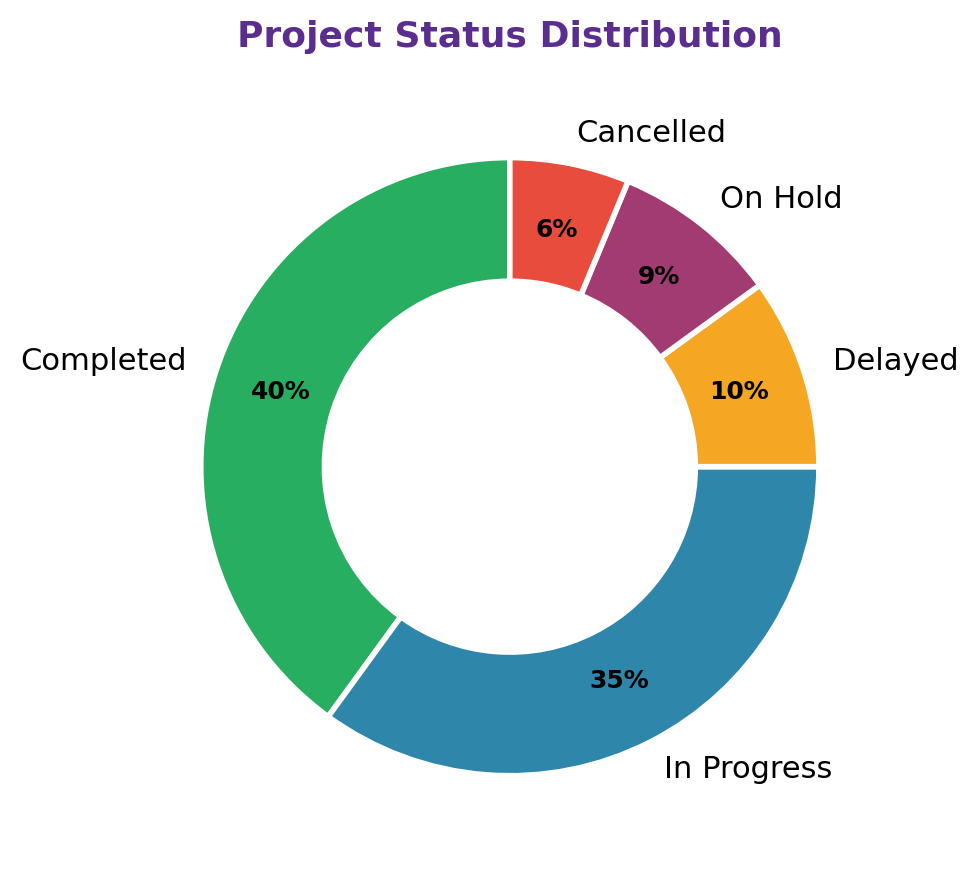 Project Status Distribution
Cancelled
On Hold
6%
9%
Completed
Delayed
40%
10%
35%
In Progress